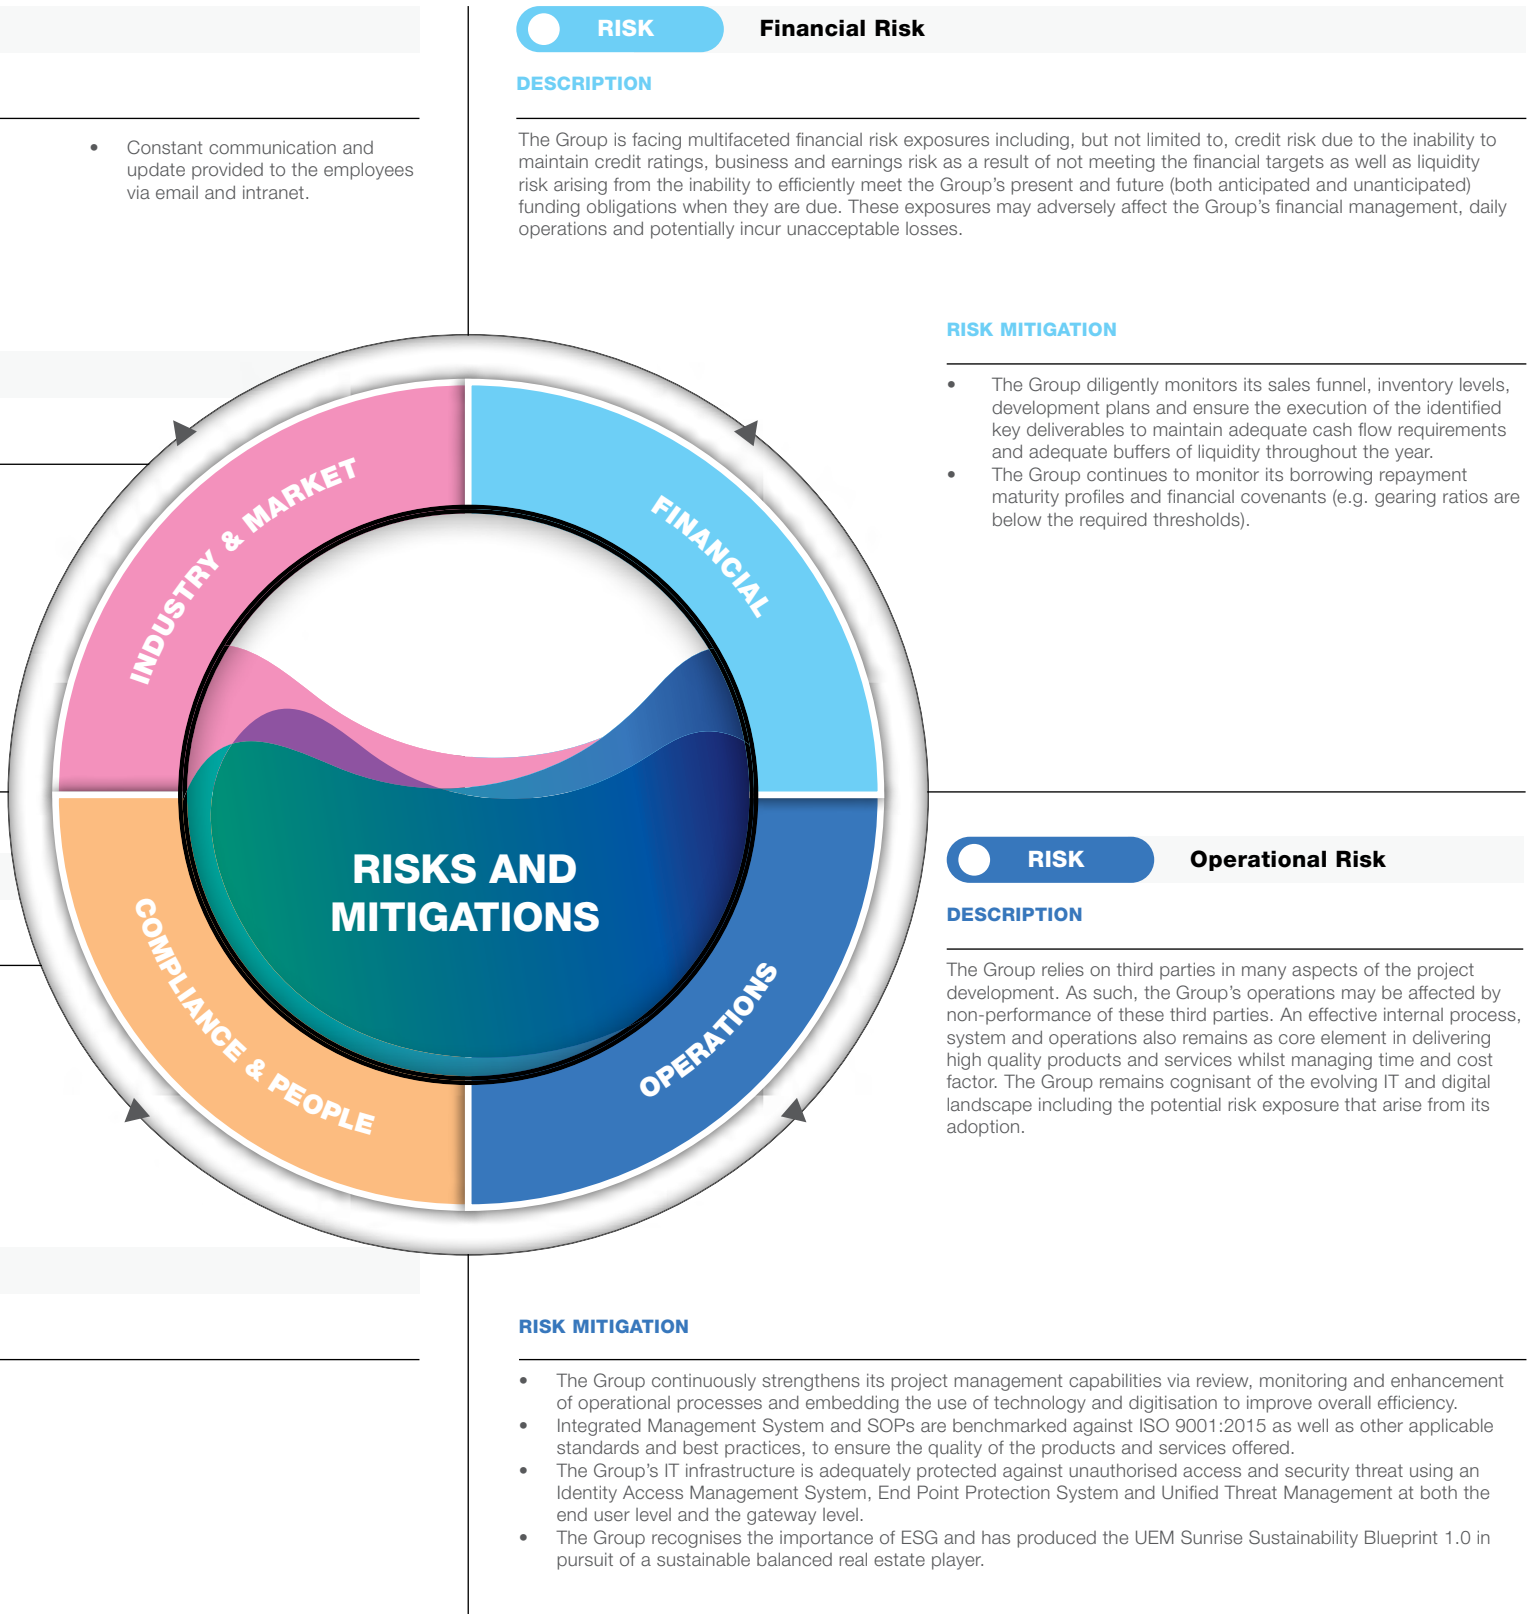 • Constant communication and
update provided to the employees
via email and intranet.
RISK
Financial Risk
DESCRIPTION
The Group is facing multifaceted financial risk exposures including, but not limited to, credit risk due to the inability to
maintain credit ratings, business and earnings risk as a result of not meeting the financial targets as well as liquidity
risk arising from the inability to efficiently meet the Group’s present and future (both anticipated and unanticipated)
funding obligations when they are due. These exposures may adversely affect the Group’s financial management, daily
operations and potentially incur unacceptable losses.
RISK MITIGATION
• The Group diligently monitors its sales funnel, inventory levels,
development plans and ensure the execution of the identified
key deliverables to maintain adequate cash flow requirements
and adequate buffers of liquidity throughout the year.
• The Group continues to monitor its borrowing repayment
maturity profiles and financial covenants (e.g. gearing ratios are
below the required thresholds).
INDUSTRY & MARKET
FINANCIAL
RISKS AND
MITIGATIONS
COMPLIANCE & PEOPLE
OPERATIONS
RISK
Operational Risk
DESCRIPTION
The Group relies on third parties in many aspects of the project
development. As such, the Group’s operations may be affected by
non-performance of these third parties. An effective internal process,
system and operations also remains as core element in delivering
high quality products and services whilst managing time and cost
factor. The Group remains cognisant of the evolving IT and digital
landscape including the potential risk exposure that arise from its
adoption.
RISK MITIGATION
• The Group continuously strengthens its project management capabilities via review, monitoring and enhancement
of operational processes and embedding the use of technology and digitisation to improve overall efficiency.
• Integrated Management System and SOPs are benchmarked against ISO 9001:2015 as well as other applicable
standards and best practices, to ensure the quality of the products and services offered.
• The Group’s IT infrastructure is adequately protected against unauthorised access and security threat using an
Identity Access Management System, End Point Protection System and Unified Threat Management at both the
end user level and the gateway level.
• The Group recognises the importance of ESG and has produced the UEM Sunrise Sustainability Blueprint 1.0 in
pursuit of a sustainable balanced real estate player.